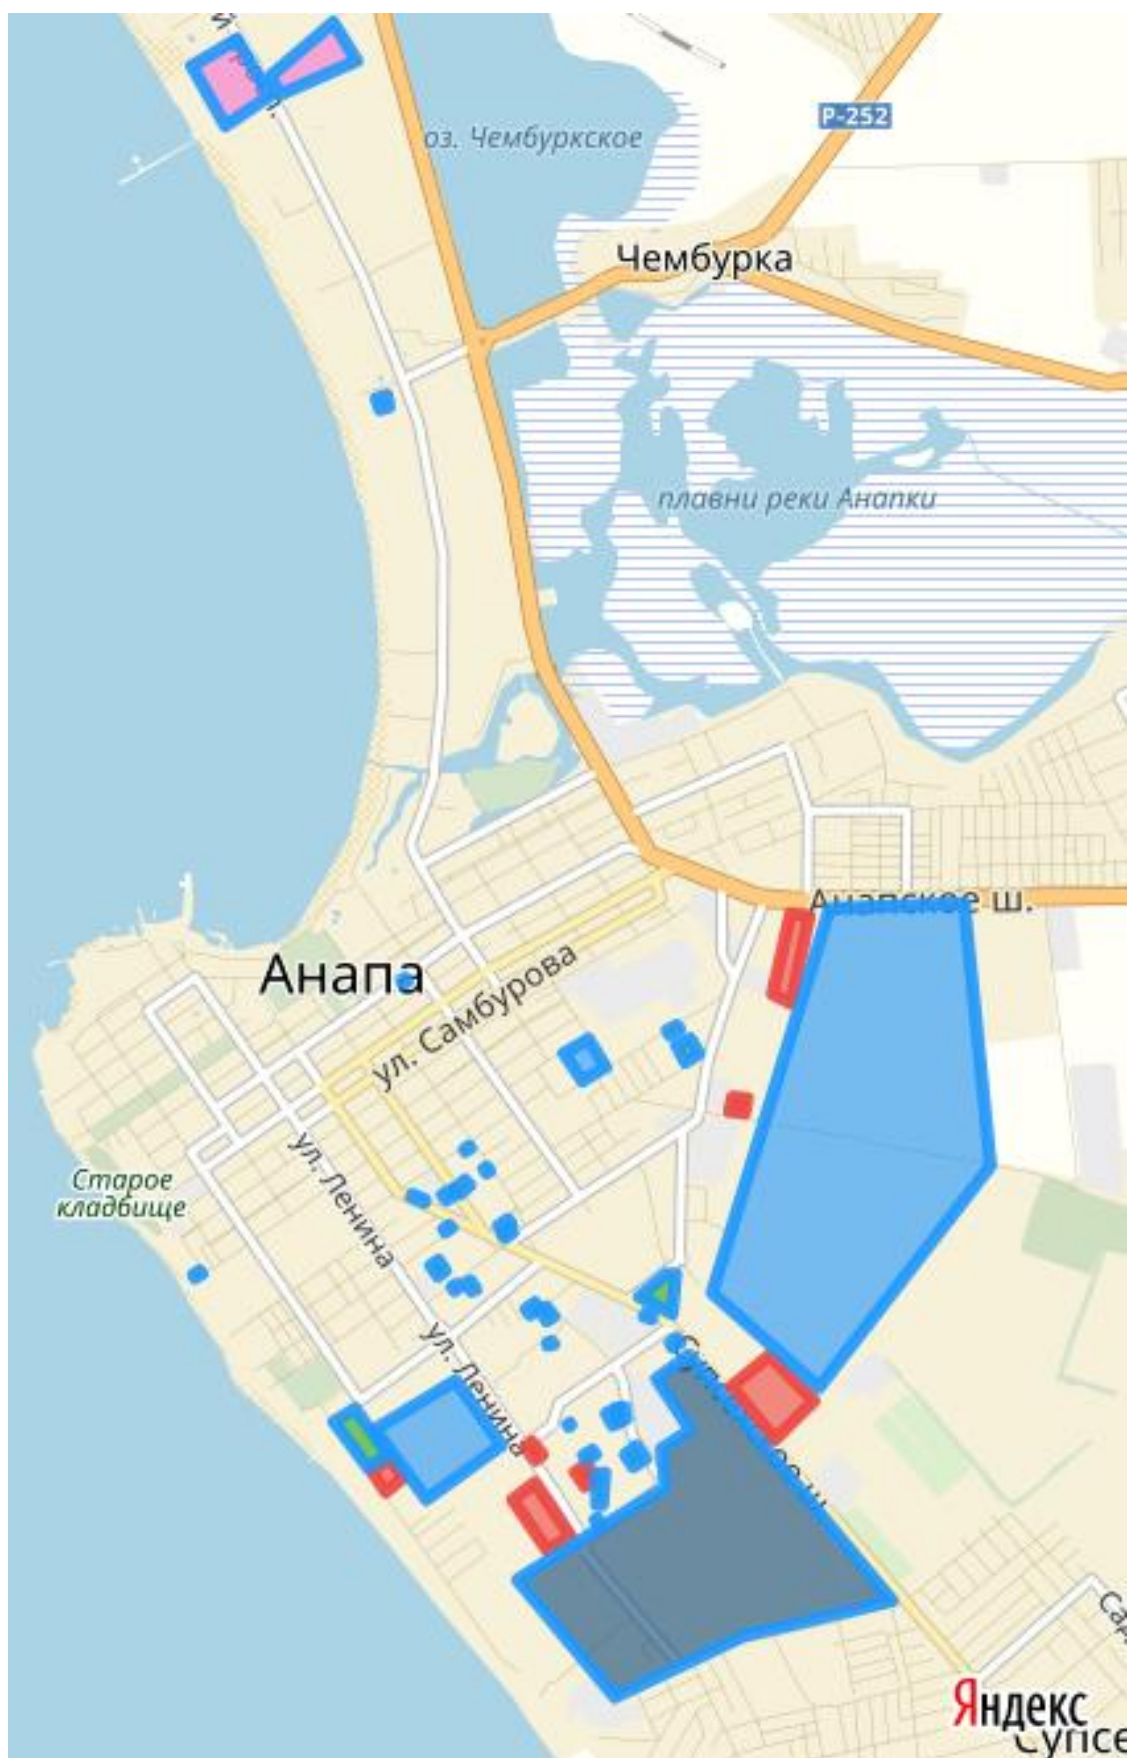 оз. Чембуркское
Р-252
Чембурка
плавни реки Анапки
Анапское ш.
Анапа
ул. Самбурова
ул. Ленина
Старое
кладбище
ул. Ленина
Яндекс